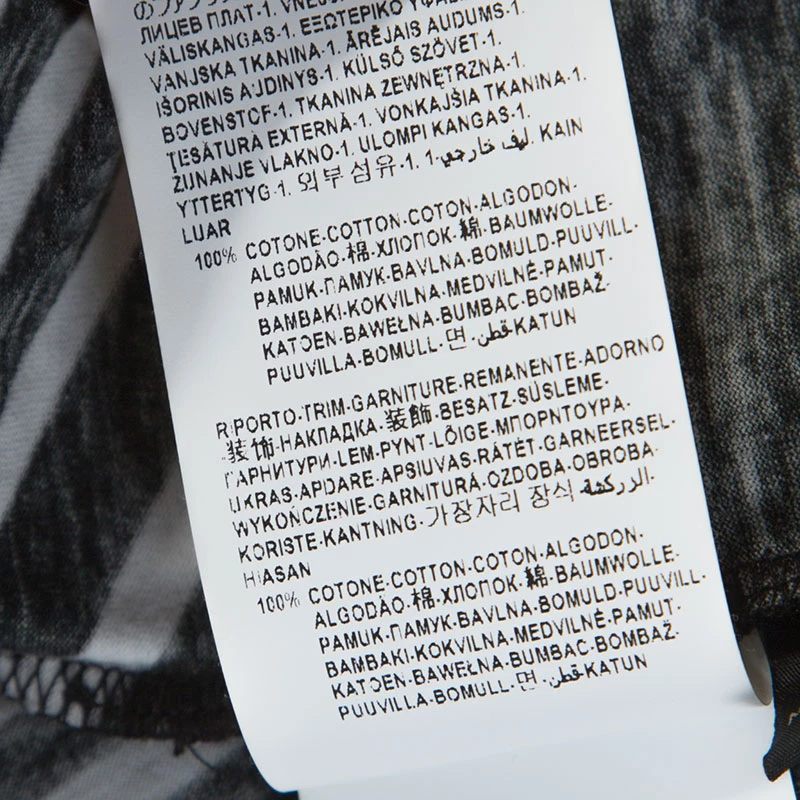 ЛИЦЕВ ПЛАТ·1.
VÄLISKANGAS·1. ΕΞΩΤΕΡΙΚΟ
VANJSKA TKANINA·1. ĀRĒJAIS AUDUMS·1.
IŠORINIS AUDINYS·1. KÜLSŐ SZÖVET·1.
BOVENSTOF·1. TKANINA ZEWNĘTRZNA·1.
ŢESĂTURĂ EXTERNĂ·1. VONKAJŠIA TKANINA·1.
ZUNANJE VLAKNO·1. ULOMPI KANGAS·1.
YTTERTYG·1. 외부 섬유·1. ليف خارجي·1. KAIN
LUAR
100% COTONE·COTTON·COTON·ALGODON·
ALGODÃO·棉·ХЛОПОК·綿·BAUMWOLLE·
PAMUK·ПАМУК·BAVLNA·BOMULD·PUUVILL·
BAMBAKI·KOKVILNA·MEDVILNĖ·PAMUT·
KATOEN·BAWEŁNA·BUMBAC·BOMBAŽ·
PUUVILLA·BOMULL·면·قطن·KATUN
RIPORTO·TRIM·GARNITURE·REMANENTE·ADORNO
·装饰·НАКЛАДКА·装飾·BESATZ·SÜSLEME·
ГАРНИТУРИ·LEM·PYNT·LÕIGE·ΜΠΟΡΝΤΟΥΡΑ·
UKRAS·APDARE·APSIUVAS·RÁTÉT·GARNEERSEL·
WYKOŃCZENIE·GARNITURĂ·OZDOBA·OBROBA·
KORISTE·KANTNING·가장자리 장식·الزركشة·
HIASAN
100% COTONE·COTTON·COTON·ALGODON·
ALGODÃO·棉·ХЛОПОК·綿·BAUMWOLLE·
PAMUK·ПАМУК·BAVLNA·BOMULD·PUUVILL·
BAMBAKI·KOKVILNA·MEDVILNĖ·PAMUT·
KATOEN·BAWEŁNA·BUMBAC·BOMBAŽ·
PUUVILLA·BOMULL·면·قطن·KATUN